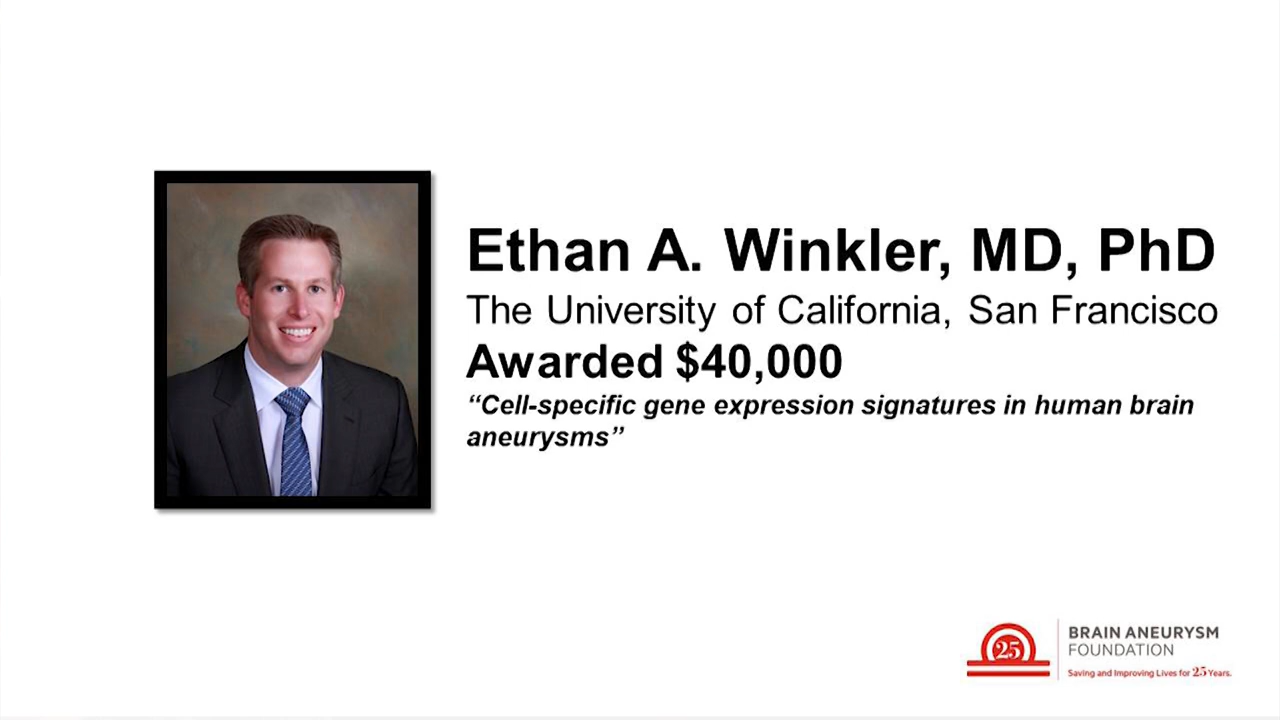 Ethan A. Winkler, MD, PhD
The University of California, San Francisco
Awarded $40,000
“Cell-specific gene expression signatures in human brain
aneurysms”
25
BRAIN ANEURYSM
FOUNDATION
Saving and Improving Lives for 25 Years.